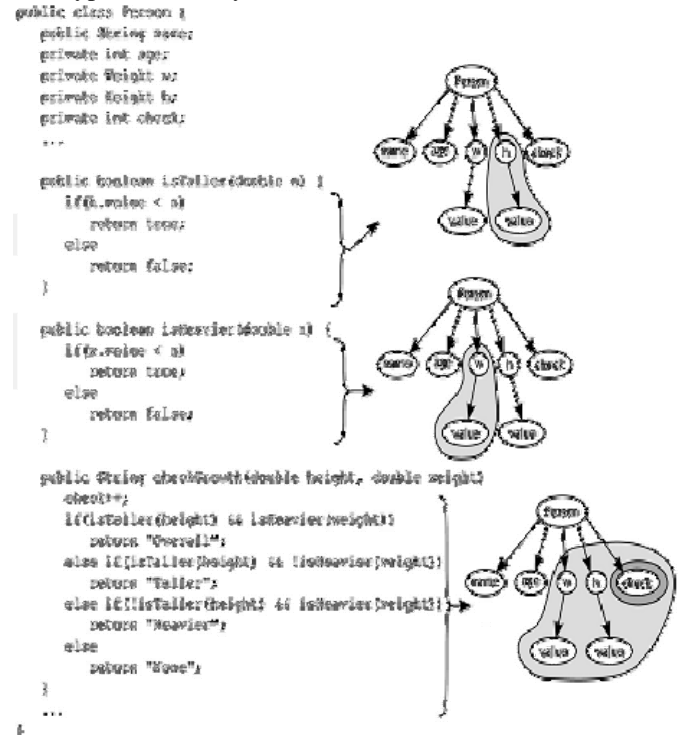 public class Person {
public String name;
private int age;
private Weight w;
private Height h;
private int check;
...
public boolean isTaller(double n) {
if(h.value < n)
return true;
else
return false;
}
public boolean isHeavier(double n) {
if(w.value < n)
return true;
else
return false;
}
public String checkGrowth(double height, double weight)
check++;
if(isTaller(height) && isHeavier(weight))
return "Overall";
else if(isTaller(height) && !isHeavier(weight))
return "Taller";
else if(!isTaller(height) && isHeavier(weight))
return "Heavier";
else
return "None";
}
...
}
Person
name age w h check
value value
Person
name age w h check
value value
Person
name age w h check
value value